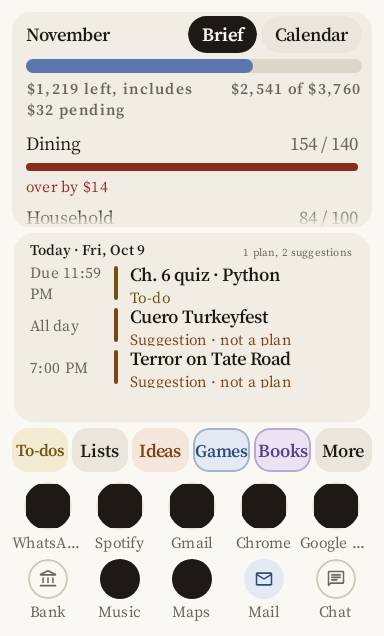 November
Brief
Calendar
$1,219 left, includes $2,541 of $3,760
$32 pending
Dining 154 / 140
over by $14
Household 84 / 100
Today · Fri, Oct 9 1 plan, 2 suggestions
Due 11:59 PM
Ch. 6 quiz · Python
To-do
All day
Cuero Turkeyfest
Suggestion · not a plan
7:00 PM
Terror on Tate Road
Suggestion · not a plan
To-dos Lists Ideas Games Books More
WhatsA... Spotify Gmail Chrome Google ...
Bank Music Maps Mail Chat